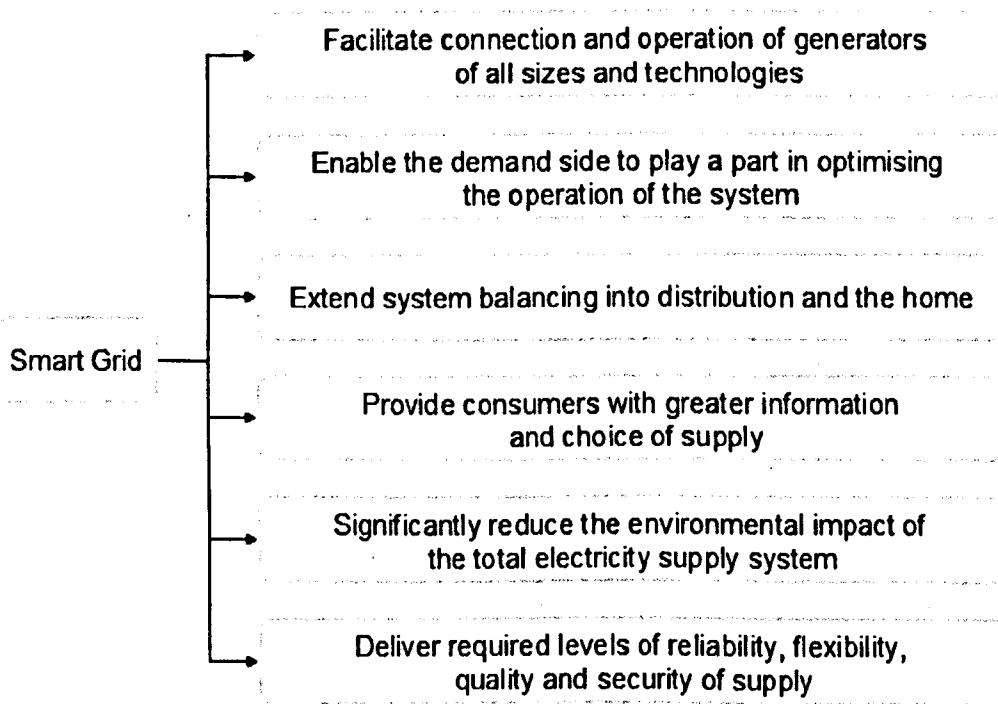 Facilitate connection and operation of generators
of all sizes and technologies
Enable the demand side to play a part in optimising
the operation of the system
Extend system balancing into distribution and the home
Smart Grid
Provide consumers with greater information
and choice of supply
Significantly reduce the environmental impact of
the total electricity supply system
Deliver required levels of reliability, flexibility,
quality and security of supply